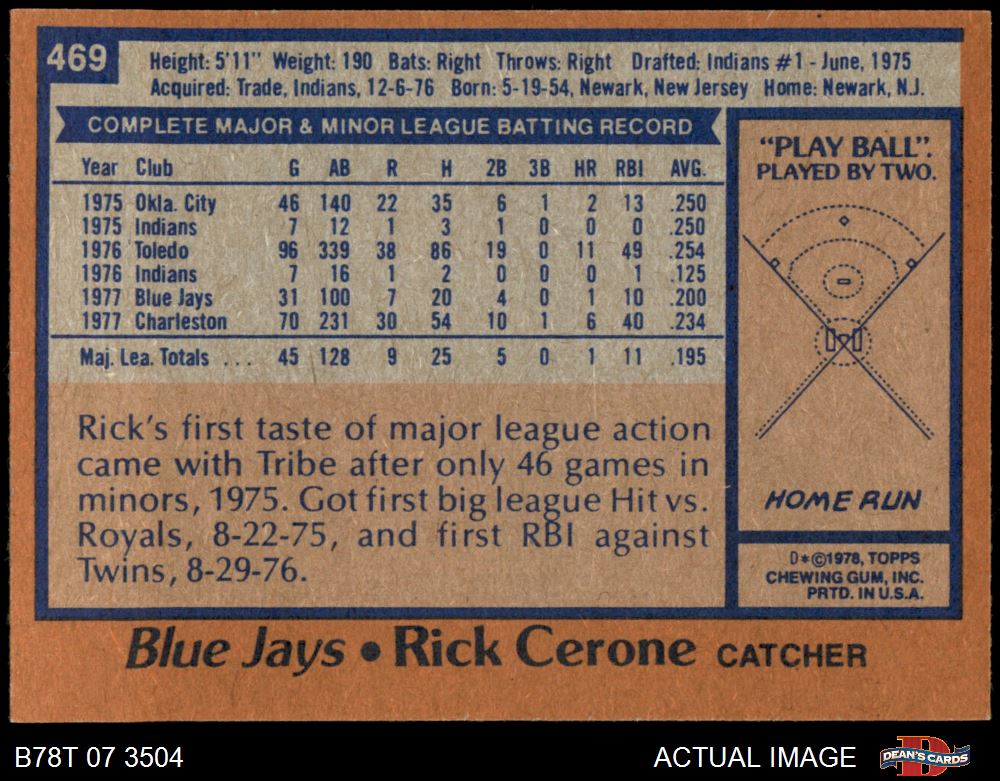 469
Height: 5'11" Weight: 190 Bats: Right Throws: Right Drafted: Indians #1 - June, 1975
Acquired: Trade, Indians, 12-6-76 Born: 5-19-54, Newark, New Jersey Home: Newark, N.J.
COMPLETE MAJOR & MINOR LEAGUE BATTING RECORD
Year Club G AB R H 2B 3B HR RBI AVG.
1975 Okla. City 46 140 22 35 6 1 2 13 .250
1975 Indians 7 12 1 3 1 0 0 0 .250
1976 Toledo 96 339 38 86 19 0 11 49 .254
1976 Indians 7 16 1 2 0 0 0 1 .125
1977 Blue Jays 31 100 7 20 4 0 1 10 .200
1977 Charleston 70 231 30 54 10 1 6 40 .234
Maj. Lea. Totals ... 45 128 9 25 5 0 1 11 .195
Rick's first taste of major league action
came with Tribe after only 46 games in
minors, 1975. Got first big league Hit vs.
Royals, 8-22-75, and first RBI against
Twins, 8-29-76.
"PLAY BALL".
PLAYED BY TWO.
HOME RUN
D*©1978, TOPPS
CHEWING GUM, INC.
PRTD. IN U.S.A.
Blue Jays • Rick Cerone CATCHER
B78T 07 3504
ACTUAL IMAGE
DEAN'S CARDS